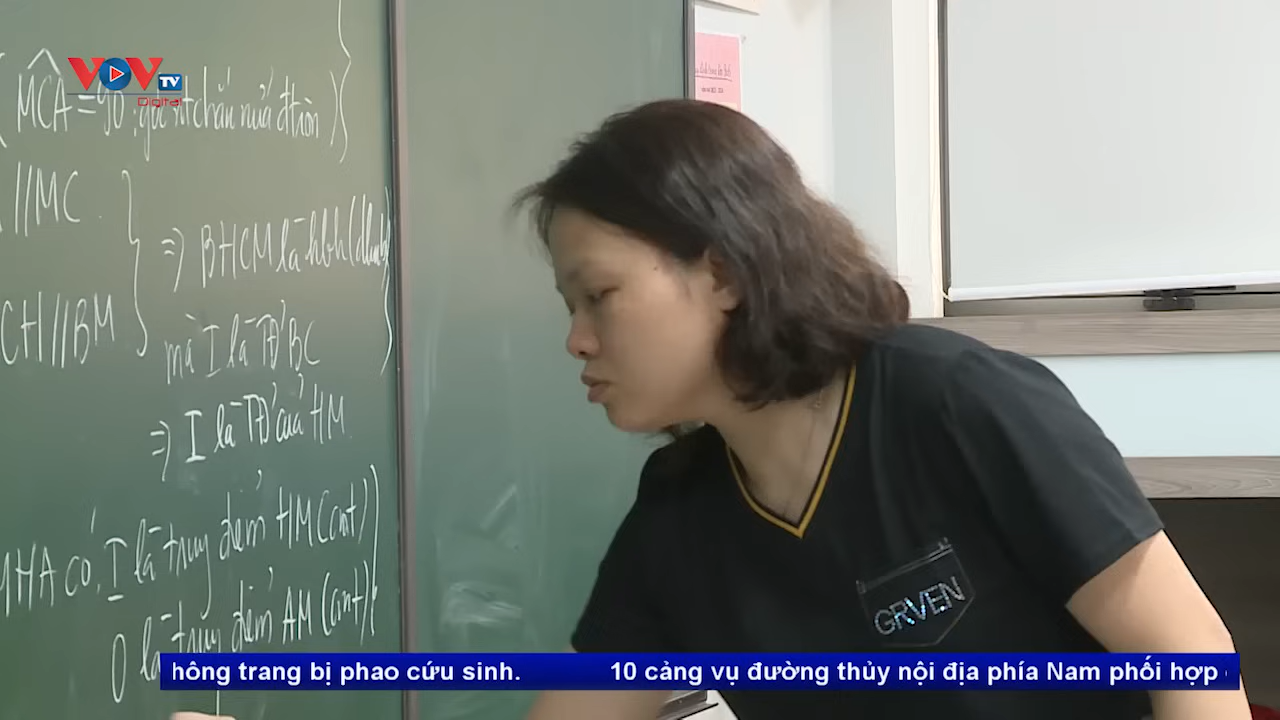 VOV TV
Digital
MĈA = 90
góc nt chắn nửa đtròn
//MC
CH//BM
=> BHCM là hbh (dhnb)
mà I là TĐ BC
=> I là TĐ của HM
MHA có: I là trung điểm HM (cmt)
O là trung điểm AM (cmt)
GRVEN
hông trang bị phao cứu sinh.
10 cảng vụ đường thủy nội địa phía Nam phối hợp